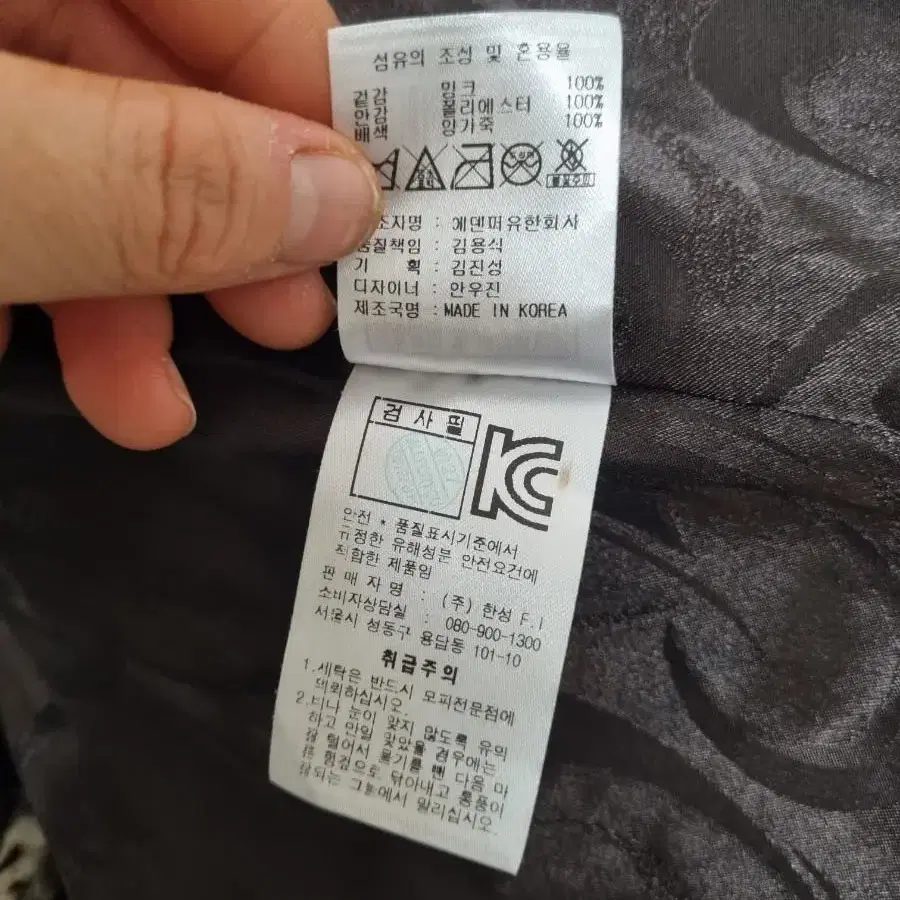 섬유의 조성 및 혼용율
겉감 밍크 100%
안감 폴리에스터 100%
배색 양가죽 100%
조자명 : 에덴퍼유한회사
품질책임 : 김용식
기 획 : 김진성
디자이너 : 안우진
제조국명 : MADE IN KOREA
검 사 필
KC
안전 * 품질표시기준에서
규정한 유해성분 안전요건에
적합한 제품임
판 매 자 명 : (주) 한성 F.I
소비자상담실 : 080-900-1300
서울시 성동구 용답동 101-10
취급주의
1.세탁은 반드시 모피전문점에
의뢰하십시오.
2.비나 눈이 맞지 않도록 유의
하고 만일 맞았을 경우에는
잘 털어서 물기를 뺀 다음 마
른 헝겊으로 닦아내고 통풍이
잘되는 그늘에서 말리십시오.